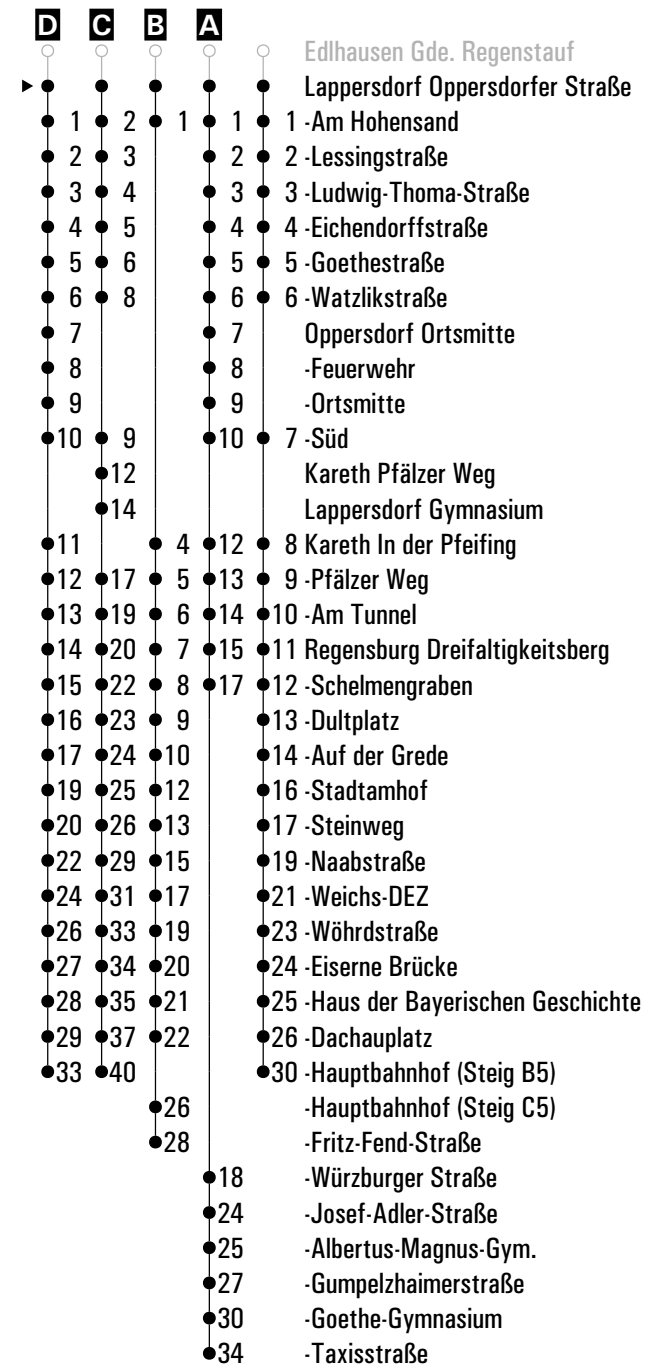 D C B A
Edlhausen Gde. Regenstauf
Lappersdorf Oppersdorfer Straße
1 2 1 1 1 -Am Hohensand
2 3 2 2 -Lessingstraße
3 4 3 3 -Ludwig-Thoma-Straße
4 5 4 4 -Eichendorffstraße
5 6 5 5 -Goethestraße
6 8 6 6 -Watzlikstraße
7 7 Oppersdorf Ortsmitte
8 8 -Feuerwehr
9 9 -Ortsmitte
10 9 10 7 -Süd
12 Kareth Pfälzer Weg
14 Lappersdorf Gymnasium
11 4 12 8 Kareth In der Pfeifing
12 17 5 13 9 -Pfälzer Weg
13 19 6 14 10 -Am Tunnel
14 20 7 15 11 Regensburg Dreifaltigkeitsberg
15 22 8 17 12 -Schelmengraben
16 23 9 13 -Dultplatz
17 24 10 14 -Auf der Grede
19 25 12 16 -Stadtamhof
20 26 13 17 -Steinweg
22 29 15 19 -Naabstraße
24 31 17 21 -Weichs-DEZ
26 33 19 23 -Wöhrdstraße
27 34 20 24 -Eiserne Brücke
28 35 21 25 -Haus der Bayerischen Geschichte
29 37 22 26 -Dachauplatz
33 40 30 -Hauptbahnhof (Steig B5)
26 -Hauptbahnhof (Steig C5)
28 -Fritz-Fend-Straße
18 -Würzburger Straße
24 -Josef-Adler-Straße
25 -Albertus-Magnus-Gym.
27 -Gumpelzhaimerstraße
30 -Goethe-Gymnasium
34 -Taxisstraße